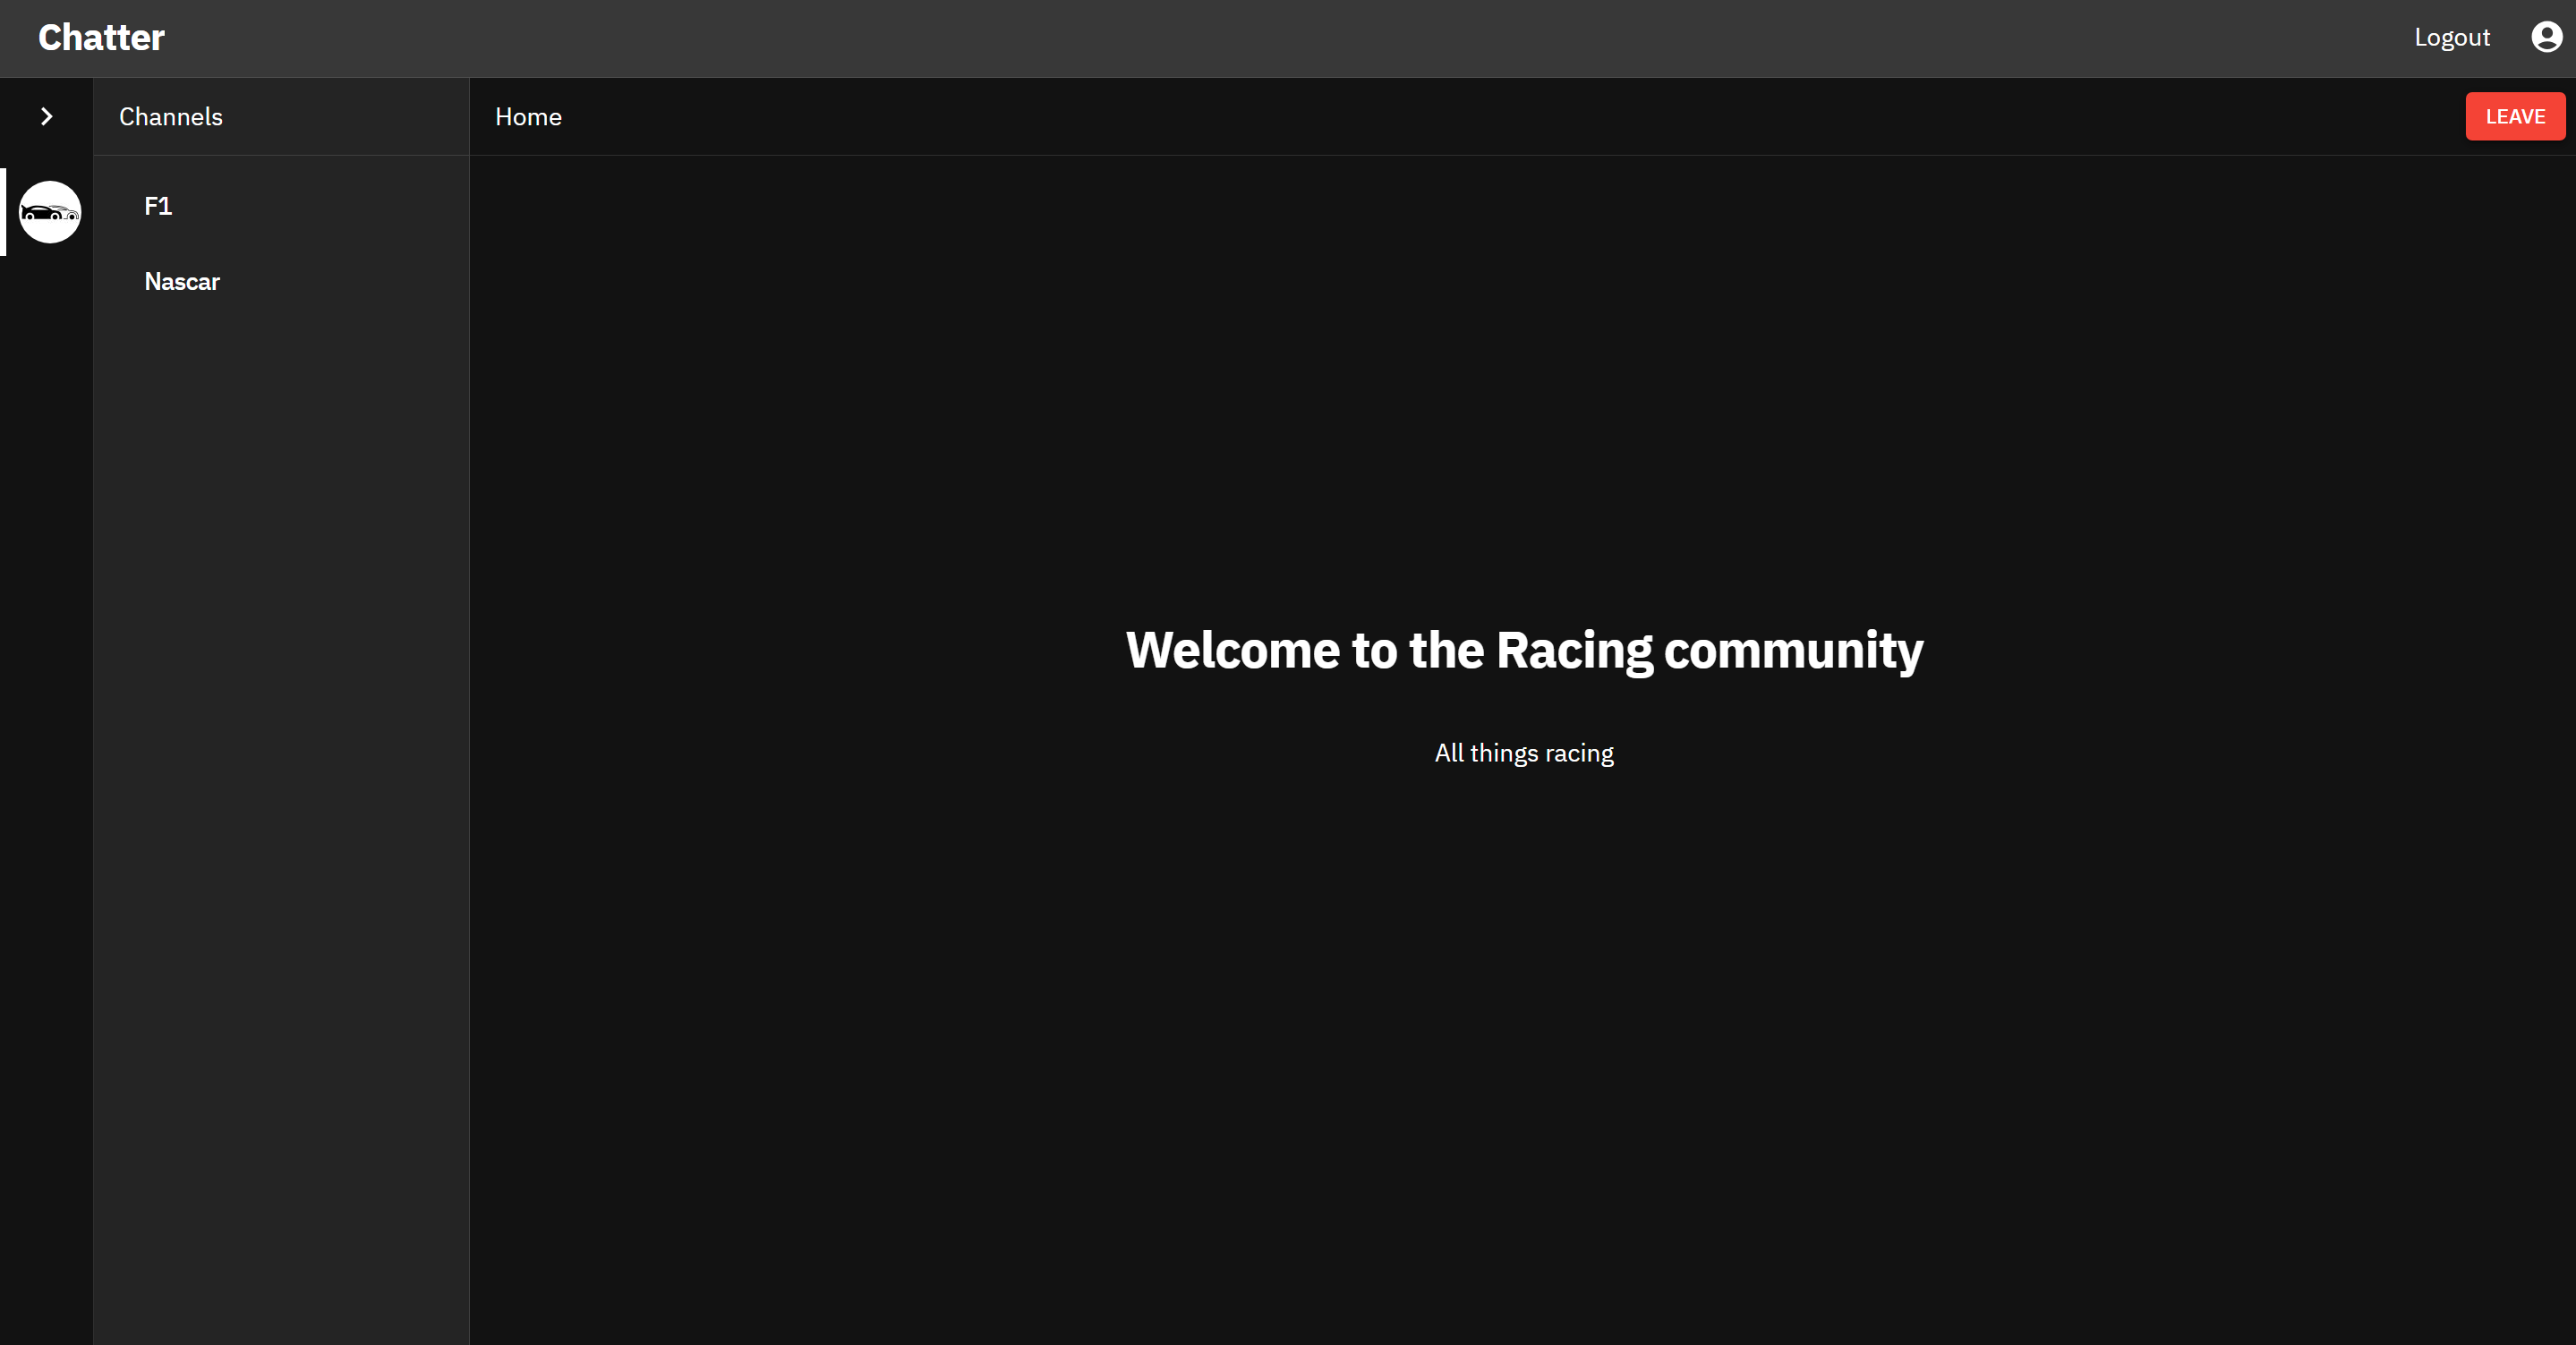 Chatter
Logout
Channels
Home
LEAVE
F1
Nascar
Welcome to the Racing community
All things racing